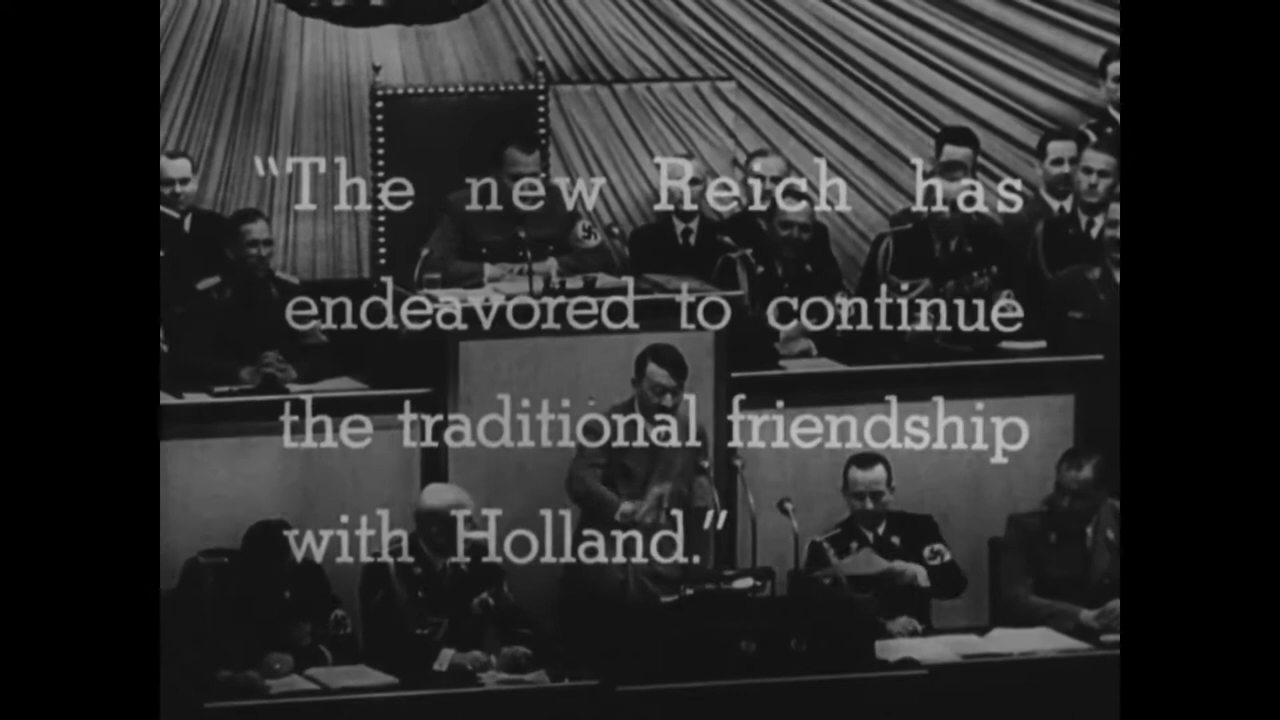 “The new Reich has
endeavored to continue
the traditional friendship
with Holland.”